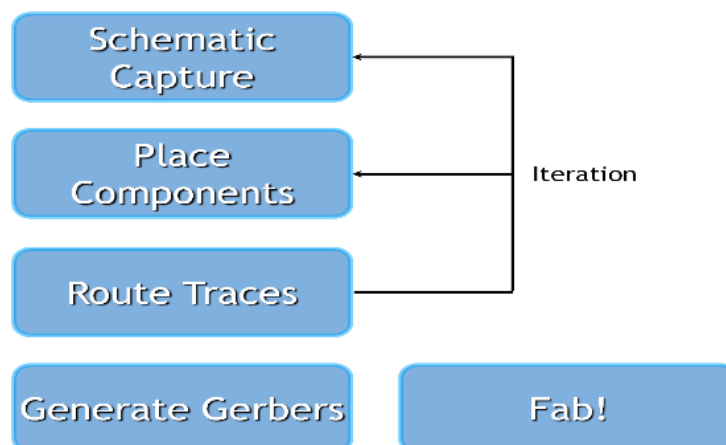 Schematic
Capture
Place
Components
Iteration
Route Traces
Generate Gerbers
Fab!